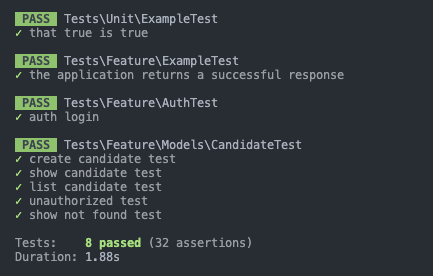 PASS Tests\Unit\ExampleTest
✓ that true is true
PASS Tests\Feature\ExampleTest
✓ the application returns a successful response
PASS Tests\Feature\AuthTest
✓ auth login
PASS Tests\Feature\Models\CandidateTest
✓ create candidate test
✓ show candidate test
✓ list candidate test
✓ unauthorized test
✓ show not found test
Tests: 8 passed (32 assertions)
Duration: 1.88s